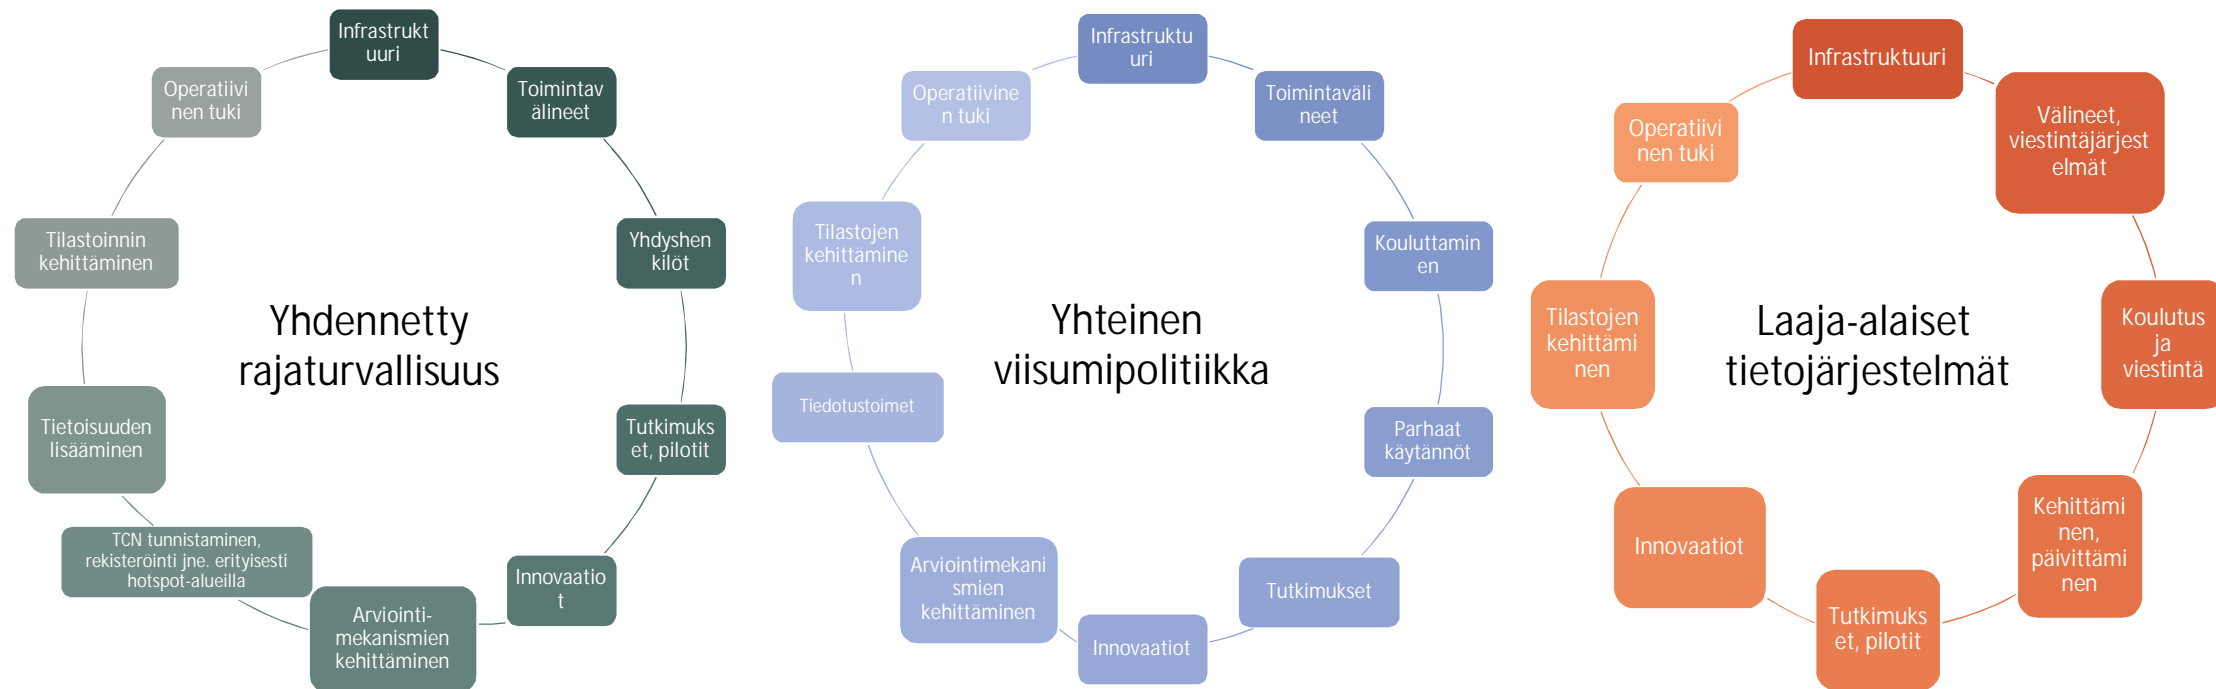 Infrastrukt
uuri
Toimintav
älineet
Yhdyshen
kilöt
Tutkimuks
et, pilotit
Innovaatio
t
Arviointi-
mekanismien
kehittäminen
TCN tunnistaminen,
rekisteröinti jne. erityisesti
hotspot-alueilla
Tietoisuuden
lisääminen
Tilastoinnin
kehittäminen
Operatiivi
nen tuki
Yhdennetty
rajaturvallisuus
Infrastruktu
uri
Toimintaväli
neet
Kouluttamin
en
Parhaat
käytännöt
Tutkimukset
Innovaatiot
Arviointimekani
smien
kehittäminen
Tiedotustoimet
Tilastojen
kehittämine
n
Operatiivine
n tuki
Yhteinen
viisumipolitiikka
Infrastruktuuri
Välineet,
viestintäjärjest
elmät
Koulutus
ja
viestintä
Kehittämi
nen,
päivittämi
nen
Tutkimuks
et, pilotit
Innovaatiot
Tilastojen
kehittämi
nen
Operatiivi
nen tuki
Laaja-alaiset
tietojärjestelmät